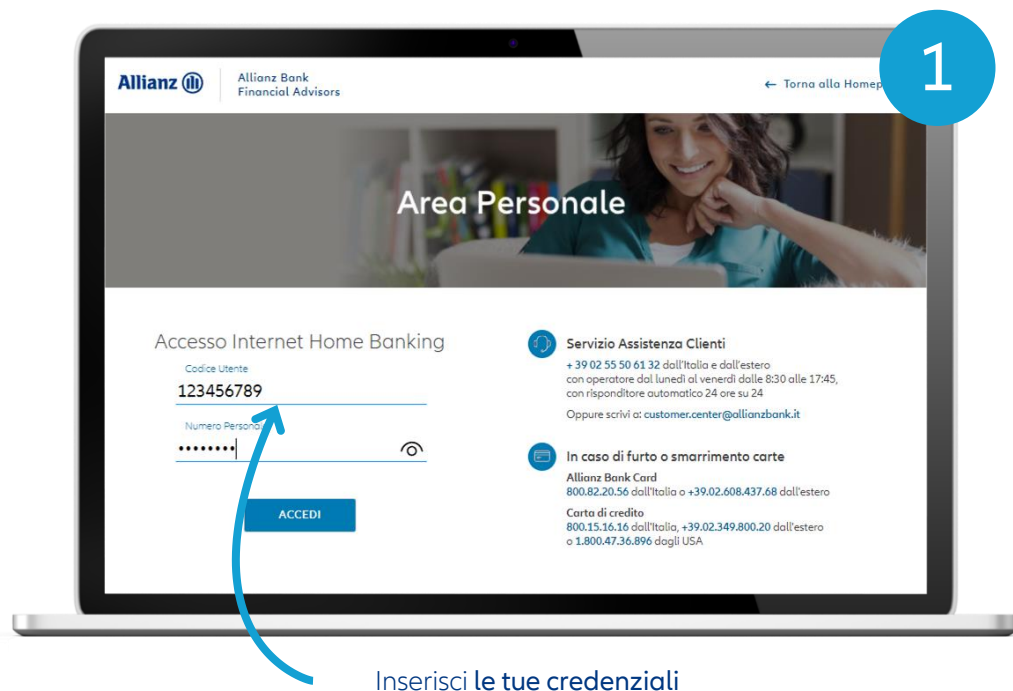 1
Allianz
Allianz Bank
Financial Advisors
← Torna alla
Area Personale
Accesso Internet Home Banking
Codice Utente
123456789
Numero
••••••••
ACCEDI
Servizio Assistenza Clienti
+ 39 02 55 50 61 32 dall'Italia e dall'estero
con operatore dal lunedì al venerdì dalle 8:30 alle 17:45,
con risponditore automatico 24 ore su 24
Oppure scrivi a: customer.center@allianzbank.it
In caso di furto o smarrimento carte
Allianz Bank Card
800.82.20.56 dall'Italia o +39.02.608.437.68 dall'estero
Carta di credito
800.15.16.16 dall'Italia, +39.02.349.800.20 dall'estero
o 1.800.47.36.896 dagli USA
Inserisci le tue credenziali